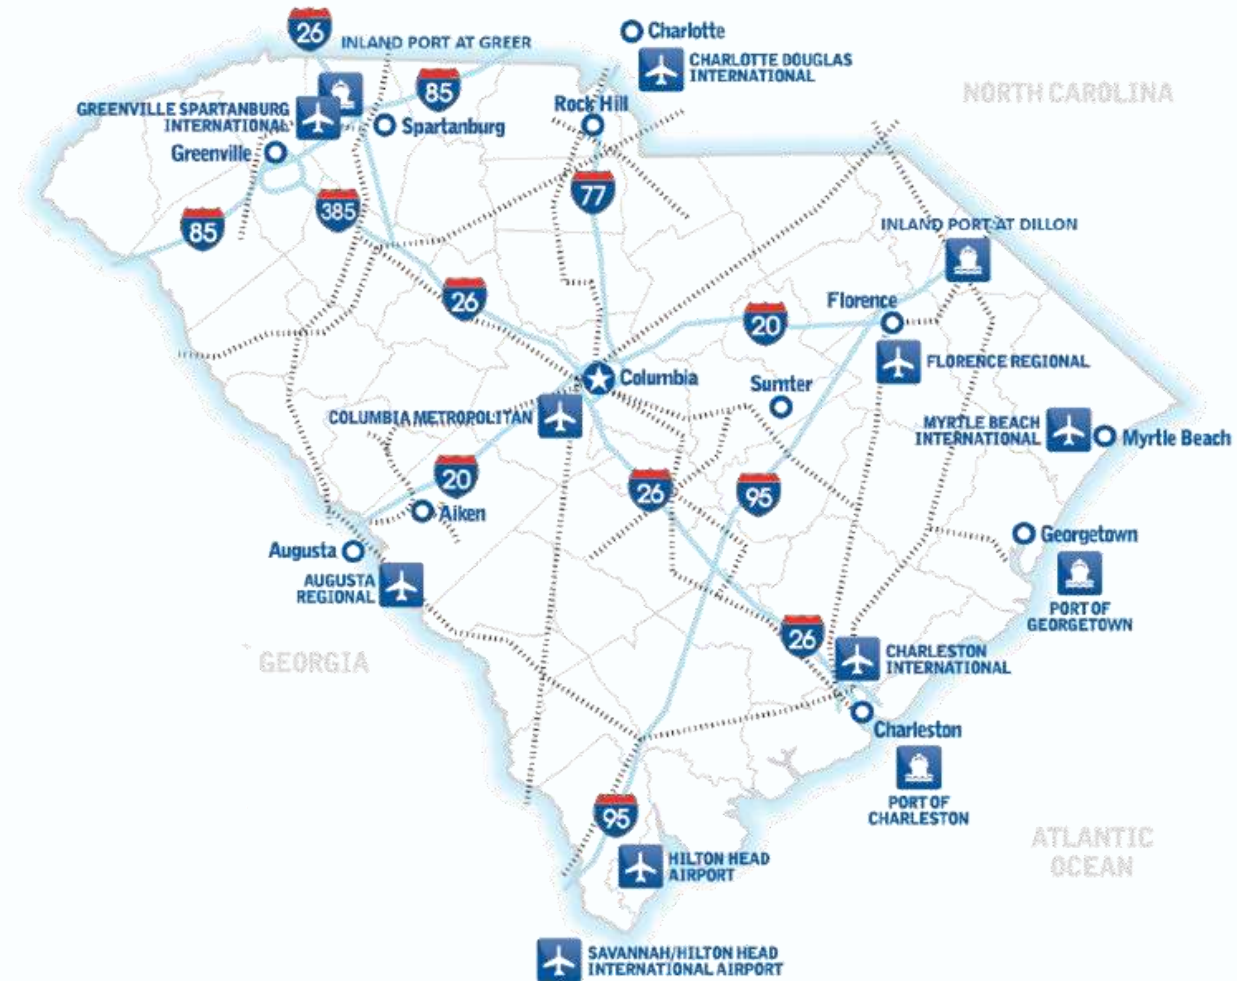 26
INLAND PORT AT GREER
Charlotte
CHARLOTTE DOUGLAS
INTERNATIONAL
NORTH CAROLINA
85
GREENVILLE SPARTANBURG
INTERNATIONAL
Spartanburg
Rock Hill
Greenville
385
77
85
INLAND PORT AT DILLON
26
20
Florence
FLORENCE REGIONAL
Columbia
Sumter
COLUMBIA METROPOLITAN
MYRTLE BEACH
INTERNATIONAL
Myrtle Beach
20
26
95
Aiken
Augusta
AUGUSTA
REGIONAL
Georgetown
PORT OF
GEORGETOWN
GEORGIA
26
CHARLESTON
INTERNATIONAL
Charleston
PORT OF
CHARLESTON
95
HILTON HEAD
AIRPORT
ATLANTIC
OCEAN
SAVANNAH/HILTON HEAD
INTERNATIONAL AIRPORT